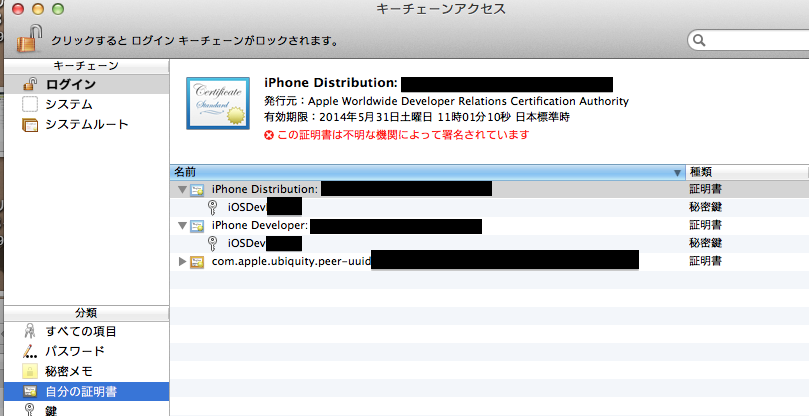 キーチェーンアクセス
クリックすると ログイン キーチェーンがロックされます。
キーチェーン
ログイン
システム
システムルート
Certificate
Standard
iPhone Distribution:
発行元：Apple Worldwide Developer Relations Certification Authority
有効期限：2014年5月31日土曜日 11時01分10秒 日本標準時
この証明書は不明な機関によって署名されています
名前 種類
iPhone Distribution: 証明書
iOSDev 秘密鍵
iPhone Developer: 証明書
iOSDev 秘密鍵
com.apple.ubiquity.peer-uuid 証明書
分類
すべての項目
パスワード
秘密メモ
自分の証明書
鍵